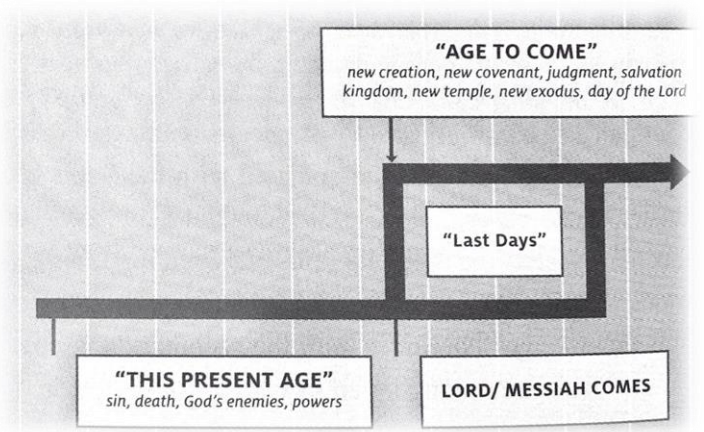 “AGE TO COME”
new creation, new covenant, judgment, salvation
kingdom, new temple, new exodus, day of the Lord
“Last Days”
“THIS PRESENT AGE”
sin, death, God’s enemies, powers
LORD/ MESSIAH COMES